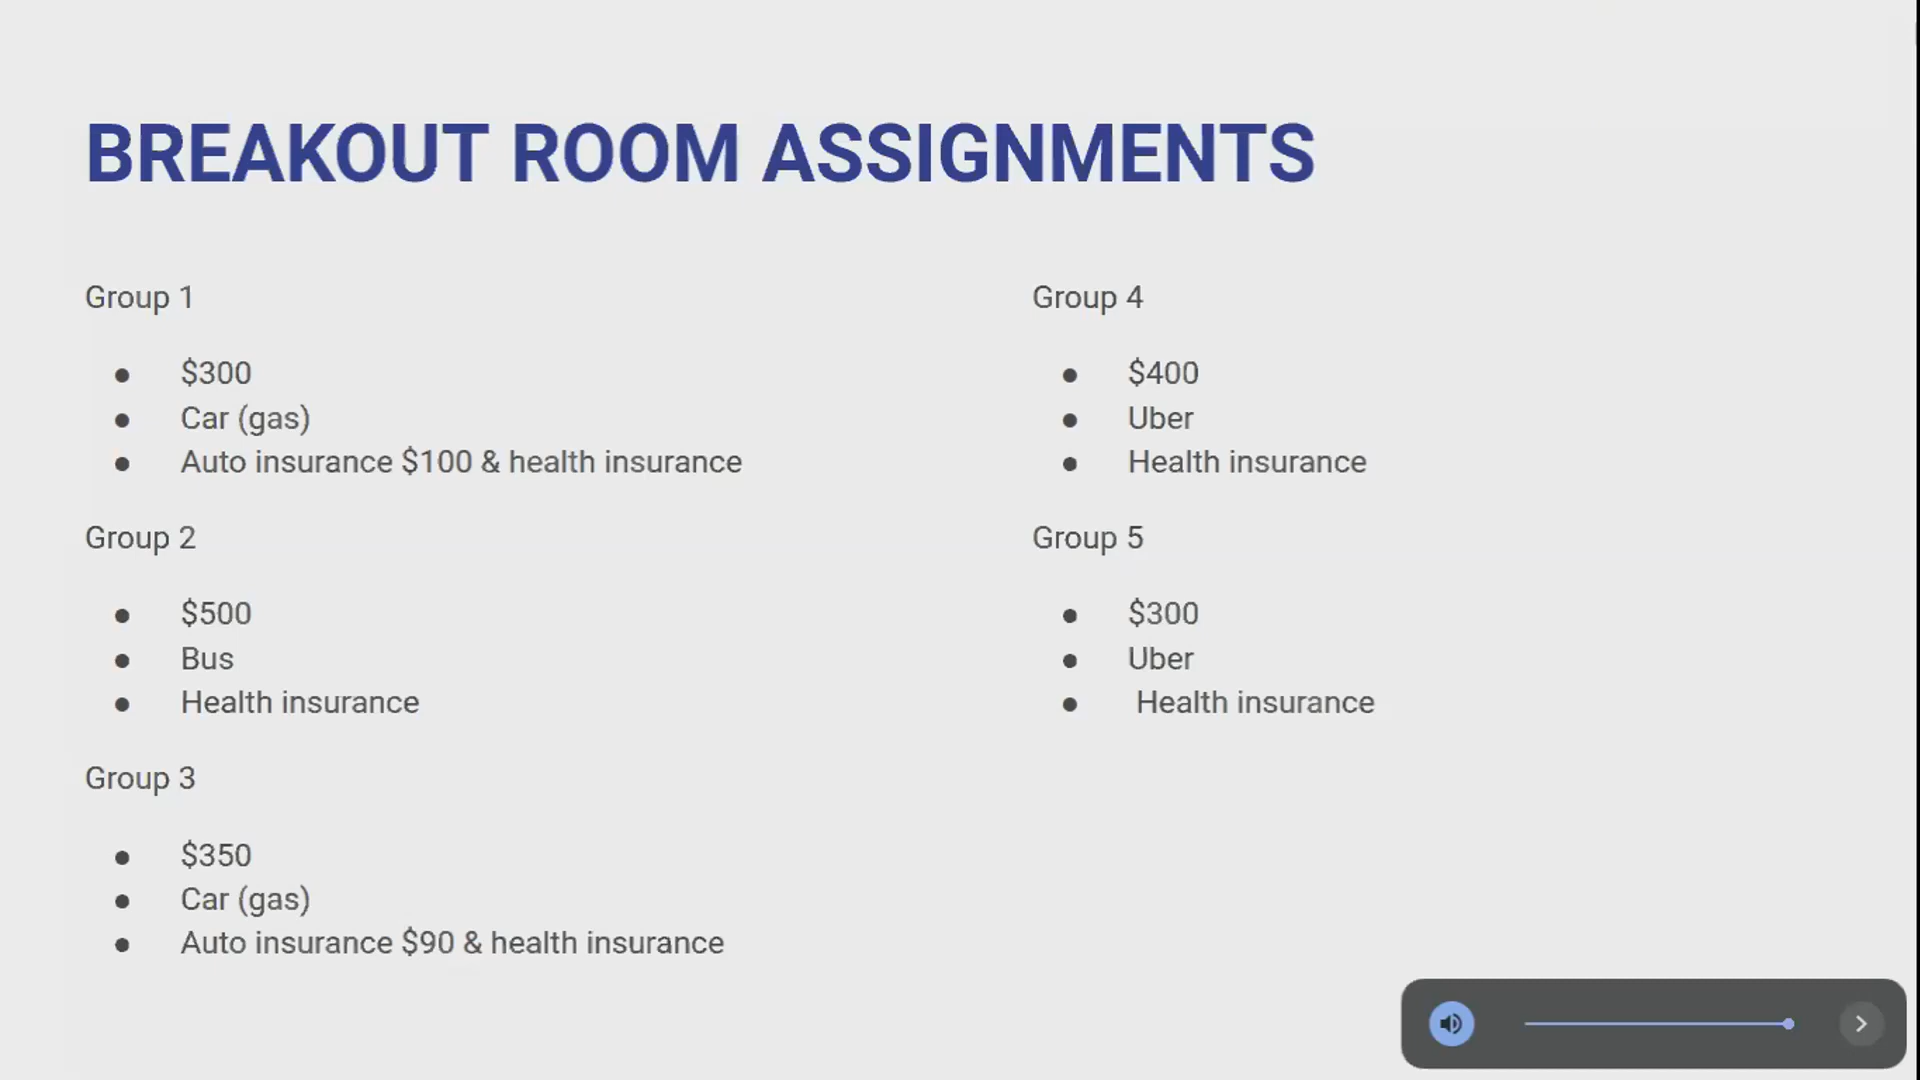 BREAKOUT ROOM ASSIGNMENTS
Group 1
● $300
● Car (gas)
● Auto insurance $100 & health insurance
Group 2
● $500
● Bus
● Health insurance
Group 3
● $350
● Car (gas)
● Auto insurance $90 & health insurance
Group 4
● $400
● Uber
● Health insurance
Group 5
● $300
● Uber
● Health insurance